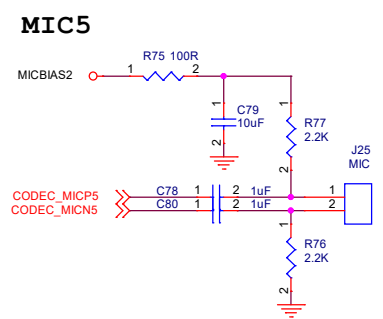 MIC5
R75 100R
MICBIAS2
1
2
C79
10uF
1
2
1
R77
2.2K
2
J25
MIC
CODEC_MICP5
C78
1
2
1uF
1
CODEC_MICN5
C80
1
2
1uF
2
1
R76
2.2K
2